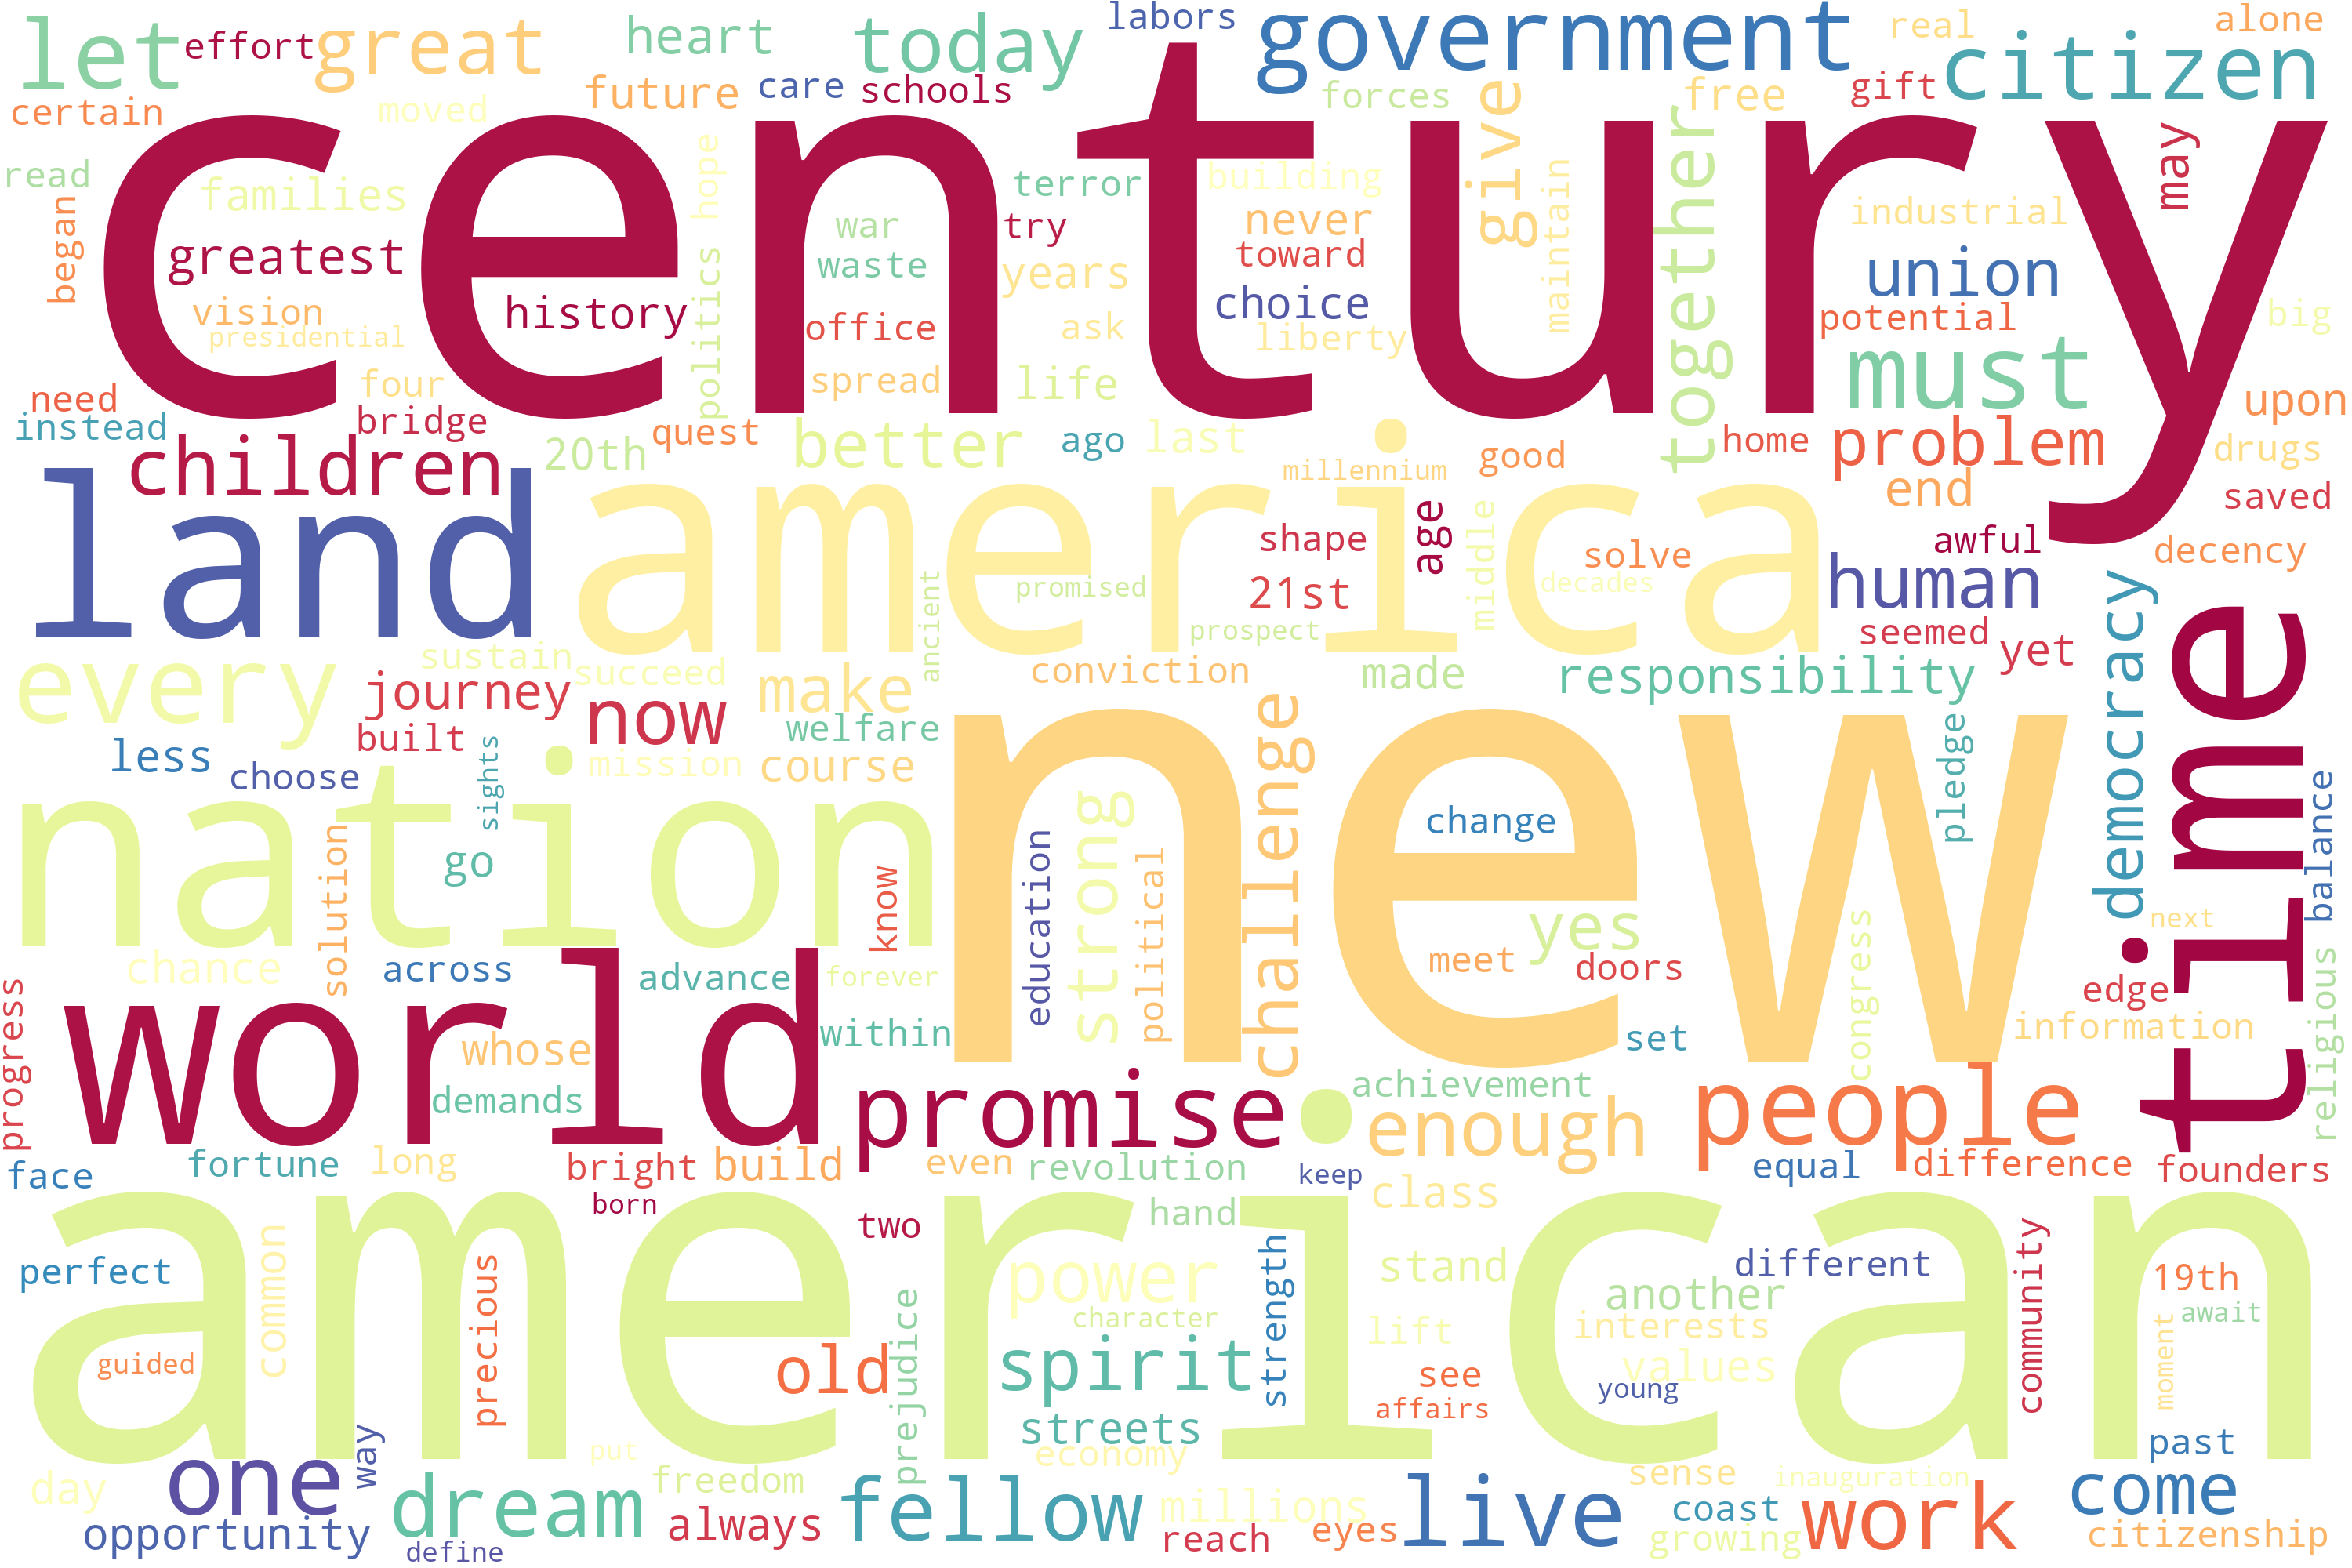 let
effort
great
heart
today
labors
government
real
citizen
alone
certain
moved
future
care
schools
forces
give
free
gift
century
read
began
families
greatest
vision
presidential
history
politics
hope
war
waste
office
spread
terror
try
years
ask
life
building
never
toward
choice
liberty
maintain
together
industrial
may
union
potential
big
must
need
instead
four
bridge
children
20th
quest
better
ago
last
millennium
good
home
problem
upon
drugs
end
saved
land
america
shape
age
middle
solve
21st
promised
decades
prospect
ancient
awful
decency
human
seemed
yet
democracy
time
every
sustain
succeed
journey
now
make
conviction
made
responsibility
built
welfare
less
choose
sights
mission
course
challenge
pledge
nation
new
change
balance
go
solution
know
education
strong
political
yes
meet
doors
congress
next
chance
across
advance
forever
edge
religious
progress
world
whose
within
set
information
demands
promise
achievement
enough
people
face
fortune
long
bright
build
even
revolution
keep
equal
difference
founders
born
class
american
two
hand
perfect
common
precious
power
character
strength
stand
different
another
community
19th
await
guided
old
prejudice
spirit
lift
interests
values
see
young
moment
affairs
streets
way
put
economy
past
day
one
freedom
sense
inauguration
come
dream
fellow
millions
live
coast
work
opportunity
define
always
reach
eyes
growing
citizenship